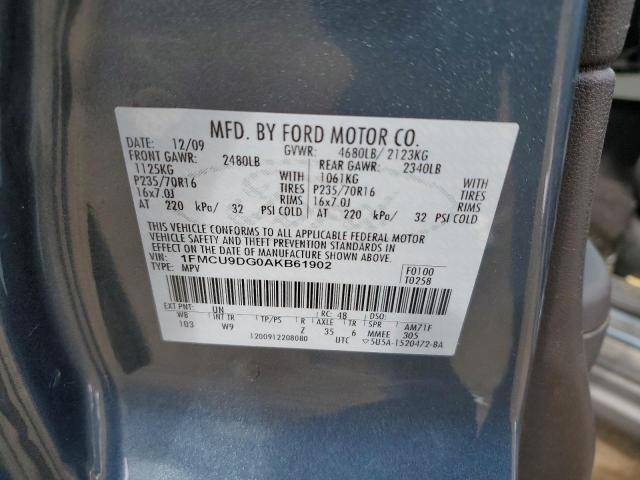 MFD. BY FORD MOTOR CO.
DATE: 12/09 GVWR: 4680LB/ 2123KG
FRONT GAWR: 2480LB REAR GAWR: 2340LB
1125KG 1061KG
P235/70R16 TIRES P235/70R16 TIRES
16x7.0J RIMS 16x7.0J RIMS
AT 220 kPa/ 32 PSI COLD AT 220 kPa/ 32 PSI COLD
THIS VEHICLE CONFORMS TO ALL APPLICABLE FEDERAL MOTOR
VEHICLE SAFETY AND THEFT PREVENTION STANDARDS IN
EFFECT ON THE DATE OF MANUFACTURE SHOWN ABOVE.
VIN: 1FMCU9DG0AKB61902
TYPE: MPV F0100
T0258
EXT PNT: UN RC: 48 DSO:
WB INT TR TP/PS R AXLE TR SPR AM71F
103 W9 Z 35 6 MMEE 305
1200912208080 UTC 5U5A-1520472-BA